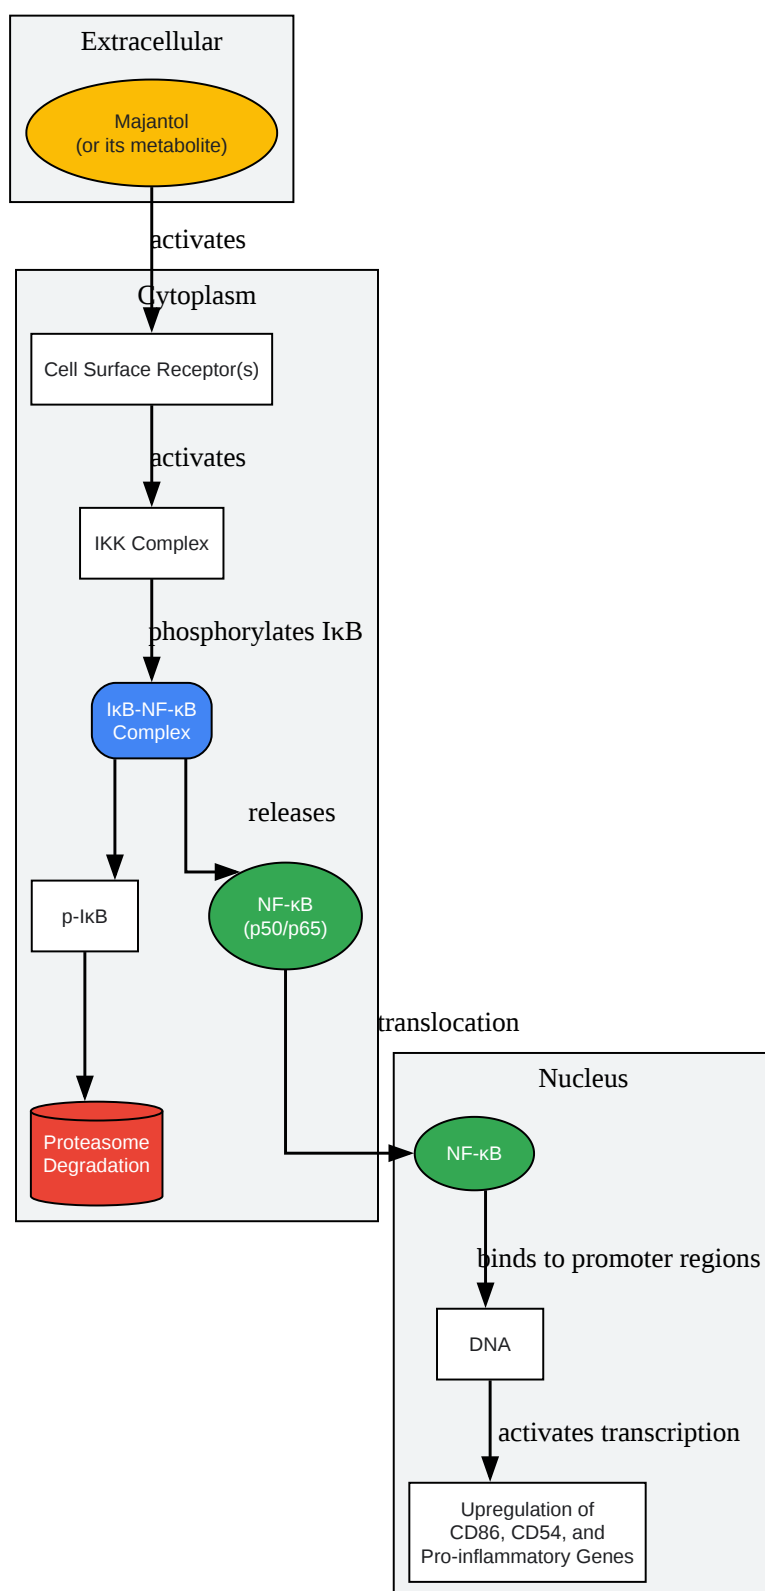 Extracellular
Majantol
(or its metabolite)
activates
Cytoplasm
Cell Surface Receptor(s)
activates
IKK Complex
phosphorylates IκB
IκB-NF-κB
Complex
releases
p-IκB
NF-κB
(p50/p65)
translocation
Nucleus
Proteasome
Degradation
NF-κB
binds to promoter regions
DNA
activates transcription
Upregulation of
CD86, CD54, and
Pro-inflammatory Genes